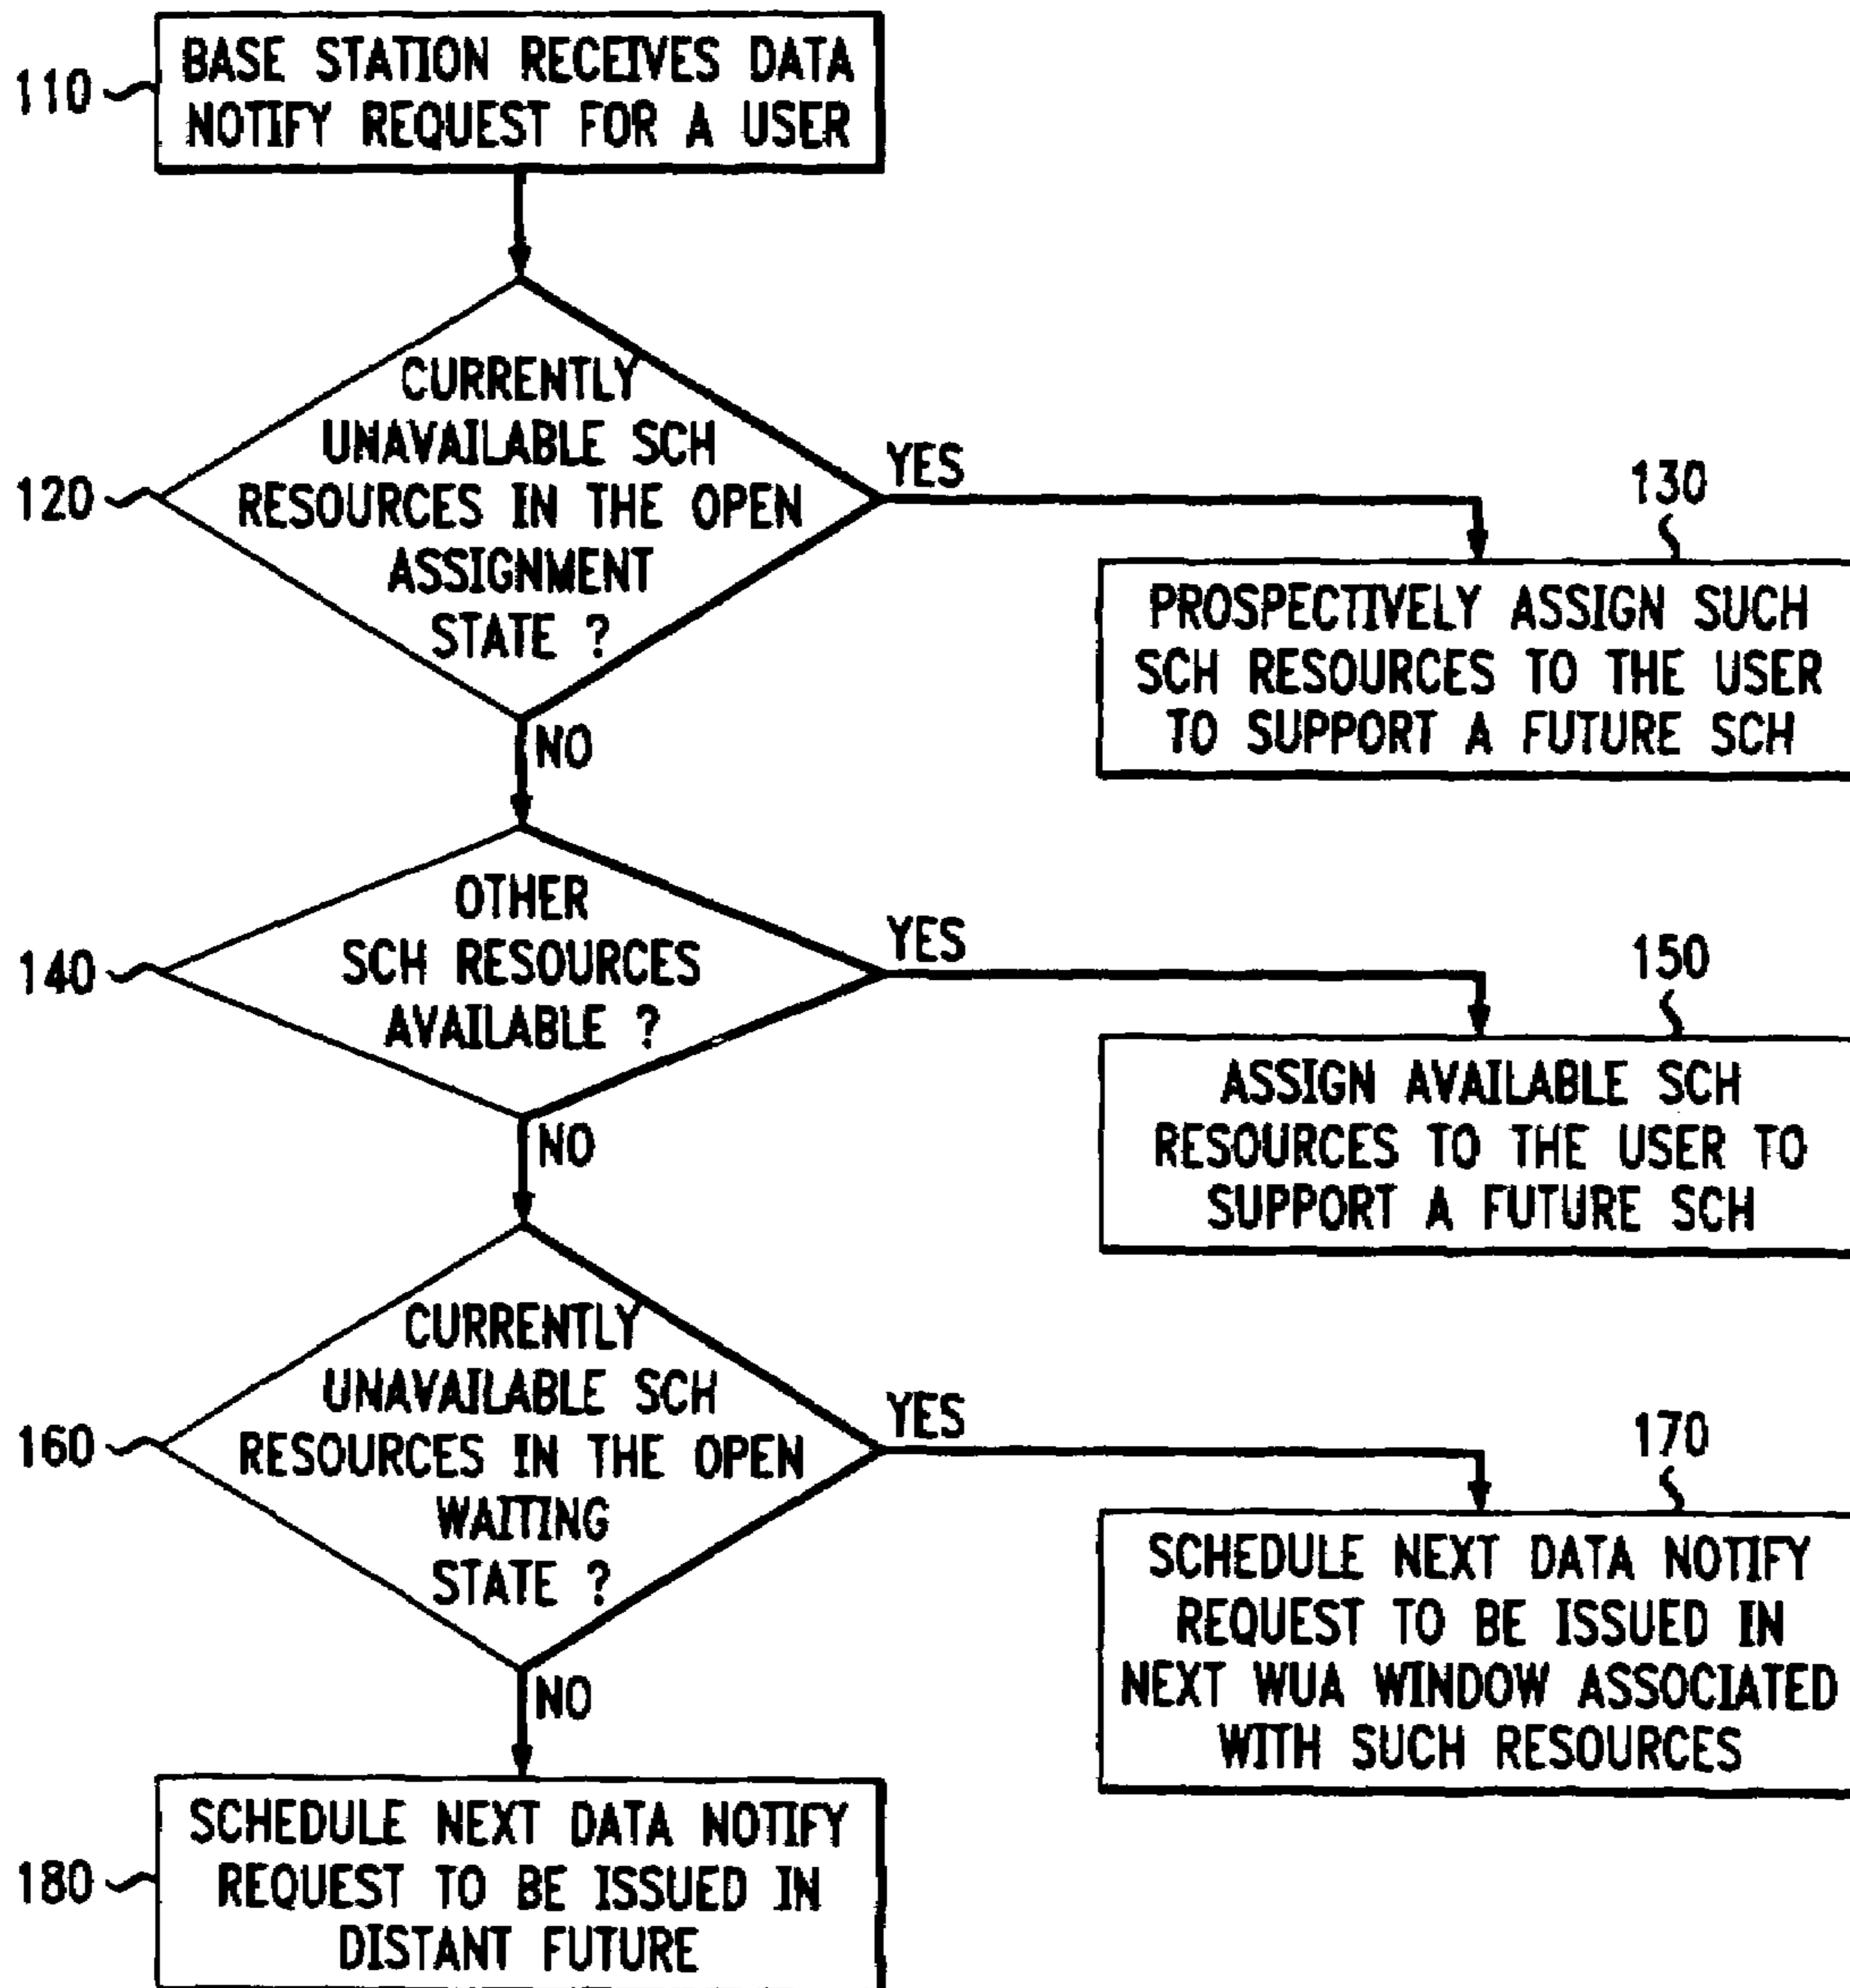 110
BASE STATION RECEIVES DATA
NOTIFY REQUEST FOR A USER
120
CURRENTLY
UNAVAILABLE SCH
RESOURCES IN THE OPEN
ASSIGNMENT
STATE ?
YES
130
PROSPECTIVELY ASSIGN SUCH
SCH RESOURCES TO THE USER
TO SUPPORT A FUTURE SCH
NO
140
OTHER
SCH RESOURCES
AVAILABLE ?
YES
150
ASSIGN AVAILABLE SCH
RESOURCES TO THE USER TO
SUPPORT A FUTURE SCH
NO
160
CURRENTLY
UNAVAILABLE SCH
RESOURCES IN THE OPEN
WAITING
STATE ?
YES
170
SCHEDULE NEXT DATA NOTIFY
REQUEST TO BE ISSUED IN
NEXT WUA WINDOW ASSOCIATED
WITH SUCH RESOURCES
NO
180
SCHEDULE NEXT DATA NOTIFY
REQUEST TO BE ISSUED IN
DISTANT FUTURE